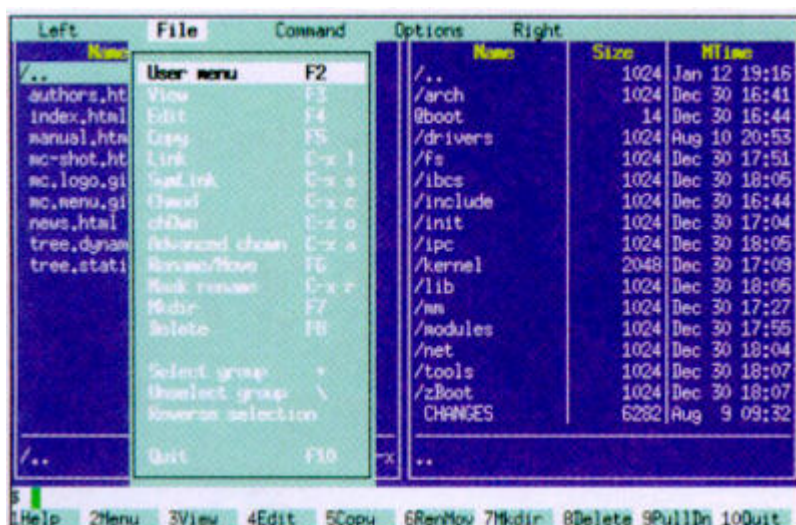 Left File Command Options Right
Name
/..
authors.ht
index.html
manual.htm
mc-shot.ht
mc.logo.gi
mc.menu.gi
news.html
tree.dynam
tree.stati
/..
User menu F2
View F3
Edit F4
Copy F5
Link C-x l
SymLink C-x s
Chmod C-x c
chOwn C-x o
Advanced chown C-x a
Rename/Move F6
Mask rename C-x r
Mkdir F7
Delete F8
Select group +
Unselect group \
Reverse selection
Quit F10
-x
Name Size MTime
/.. 1024 Jan 12 19:16
/arch 1024 Dec 30 16:41
@boot 14 Dec 30 16:44
/drivers 1024 Aug 10 20:53
/fs 1024 Dec 30 17:51
/ibcs 1024 Dec 30 18:05
/include 1024 Dec 30 16:44
/init 1024 Dec 30 17:04
/ipc 1024 Dec 30 18:05
/kernel 2048 Dec 30 17:09
/lib 1024 Dec 30 18:05
/mm 1024 Dec 30 17:27
/modules 1024 Dec 30 17:55
/net 1024 Dec 30 18:04
/tools 1024 Dec 30 18:07
/zBoot 1024 Dec 30 18:07
CHANGES 6282 Aug 9 09:32
..
$
1Help 2Menu 3View 4Edit 5Copy 6RenMov 7Mkdir 8Delete 9PullDn 10Quit